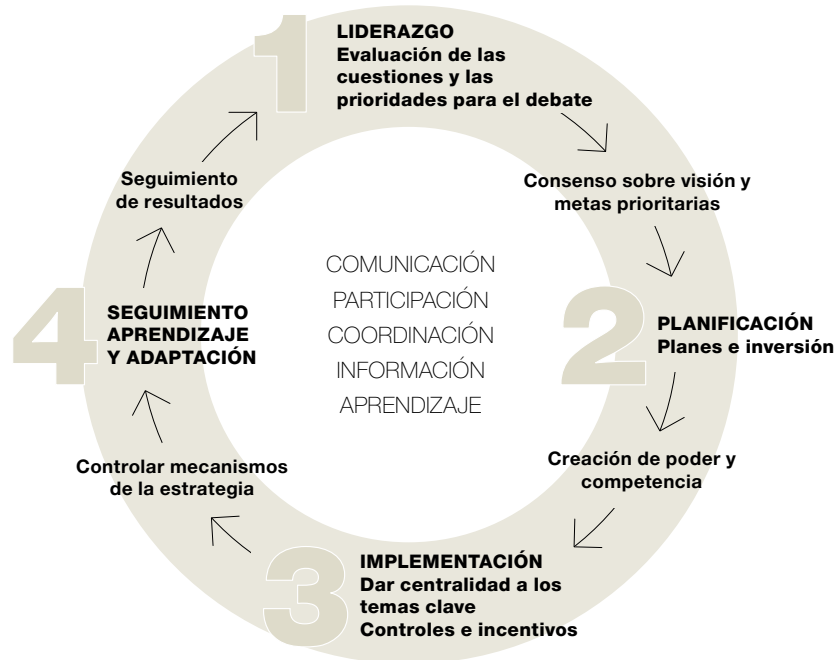 1
LIDERAZGO
Evaluación de las
cuestiones y las
prioridades para el debate
Consenso sobre visión y
metas prioritarias
2
PLANIFICACIÓN
Planes e inversión
Creación de poder y
competencia
3
IMPLEMENTACIÓN
Dar centralidad a los
temas clave
Controles e incentivos
Controlar mecanismos
de la estrategia
4
SEGUIMIENTO
APRENDIZAJE
Y ADAPTACIÓN
Seguimiento
de resultados
COMUNICACIÓN
PARTICIPACIÓN
COORDINACIÓN
INFORMACIÓN
APRENDIZAJE